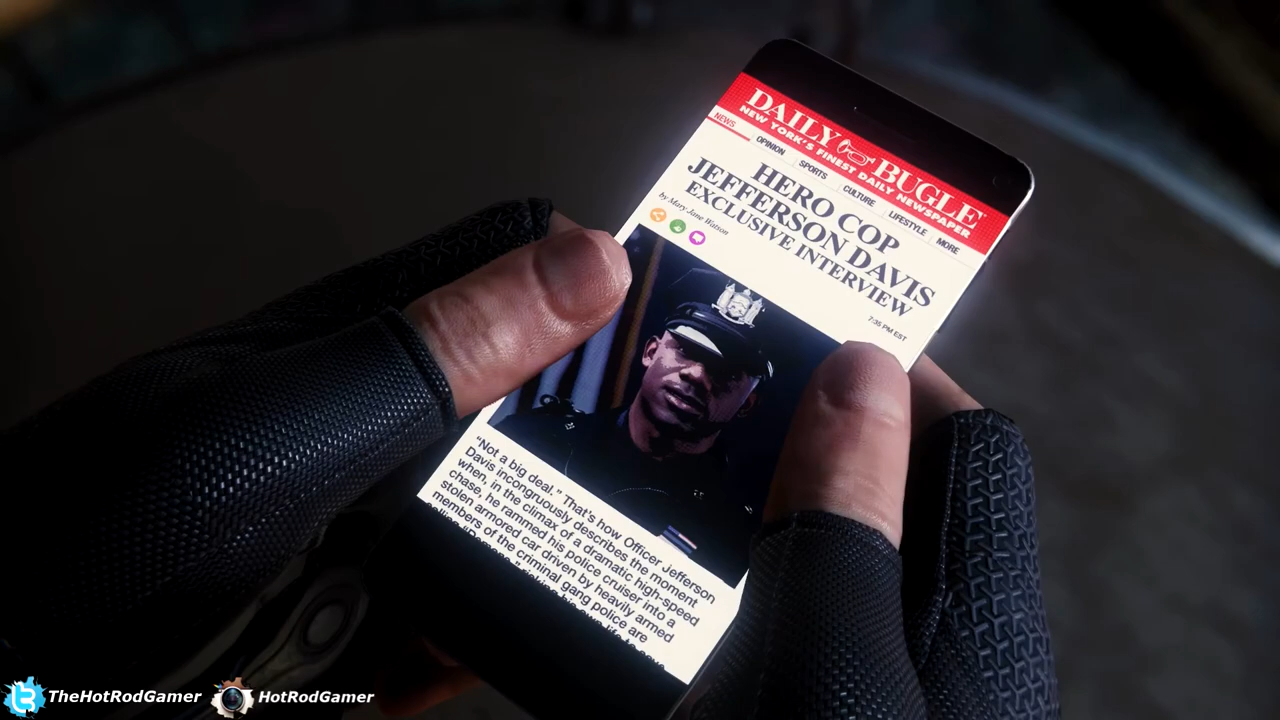 DAILY BUGLE
NEW YORK'S FINEST DAILY NEWSPAPER
NEWS OPINION SPORTS CULTURE LIFESTYLE MORE
HERO COP
JEFFERSON DAVIS
EXCLUSIVE INTERVIEW
by Mary-Jane Watson
7:35 PM EST
"Not a big deal." That's how Officer Jefferson
Davis incongruously describes the moment
when, in the climax of a dramatic high-speed
chase, he rammed his police cruiser into a
stolen armored car driven by heavily armed
members of the criminal gang police are
TheHotRodGamer HotRodGamer